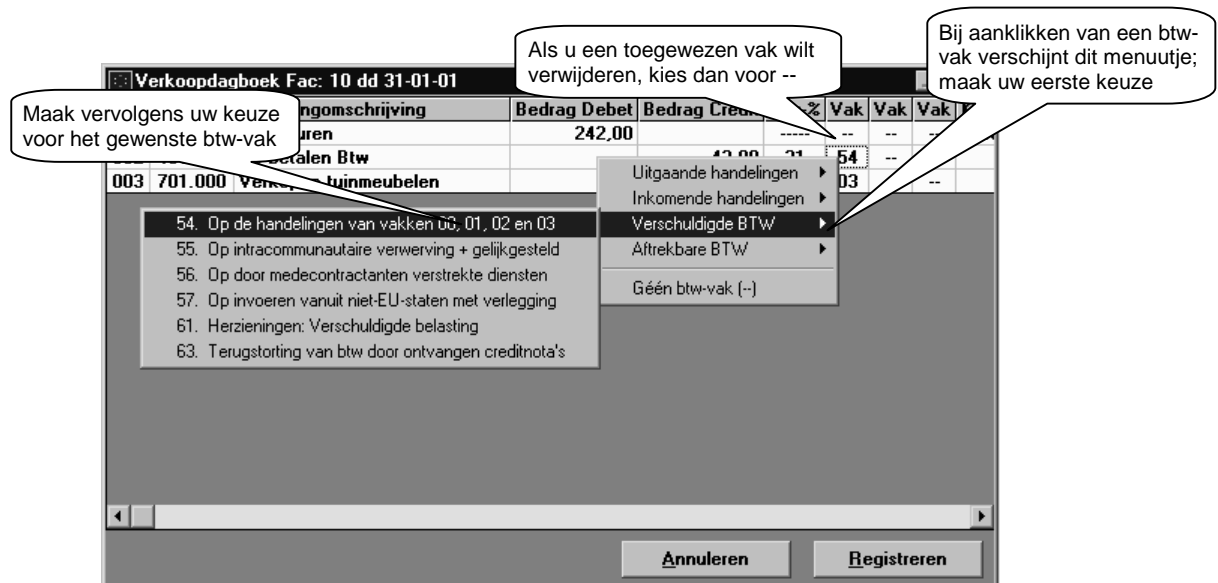 Als u een toegewezen vak wilt
verwijderen, kies dan voor --
Bij aanklikken van een btw-
vak verschijnt dit menuutje;
maak uw eerste keuze
Maak vervolgens uw keuze
voor het gewenste btw-vak
Verkoopdagboek Fac: 10 dd 31-01-01
ngomschrijving Bedrag Debet Bedrag Credi % Vak Vak Vak
uren 242,00 ----- -- -- --
etalen Btw 42,00 21 54 --
003 701.000 Verkopen tuinmeubelen 03 --
Uitgaande handelingen
Inkomende handelingen
Verschuldigde BTW
Aftrekbare BTW
Géén btw-vak (--)
54. Op de handelingen van vakken 00, 01, 02 en 03
55. Op intracommunautaire verwerving + gelijkgesteld
56. Op door medecontractanten verstrekte diensten
57. Op invoeren vanuit niet-EU-staten met verlegging
61. Herzieningen: Verschuldigde belasting
63. Terugstorting van btw door ontvangen creditnota's
Annuleren Registreren